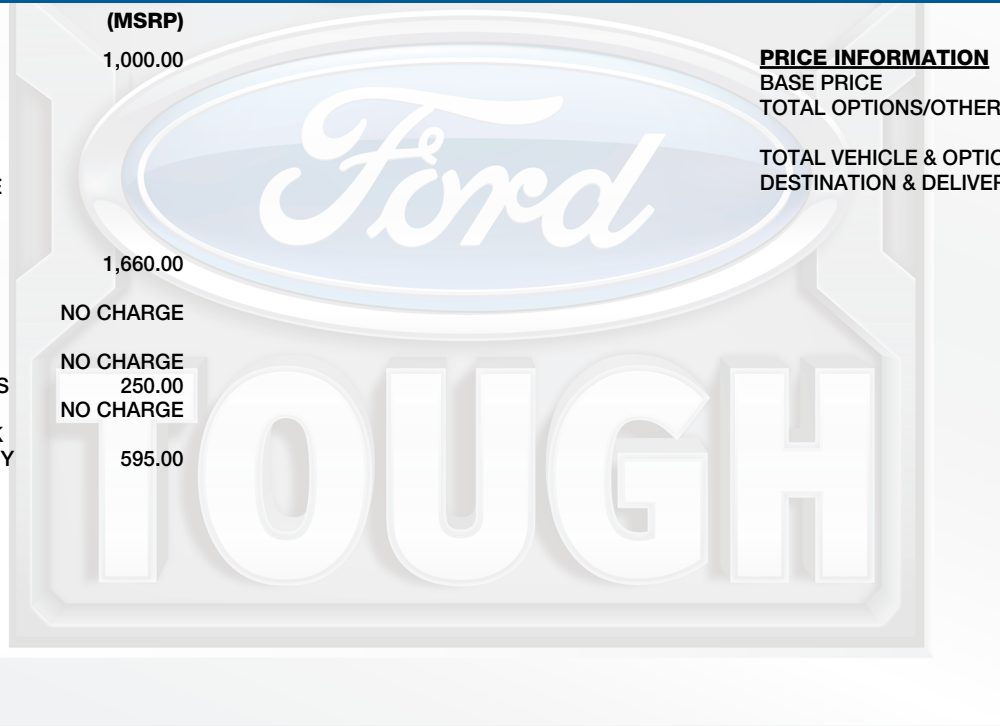 (MSRP)
1,000.00
E
1,660.00
NO CHARGE
NO CHARGE
S 250.00
NO CHARGE
K
Y 595.00
PRICE INFORMATION
BASE PRICE
TOTAL OPTIONS/OTHER
TOTAL VEHICLE & OPTIO
DESTINATION & DELIVER
Ford
TOUGH